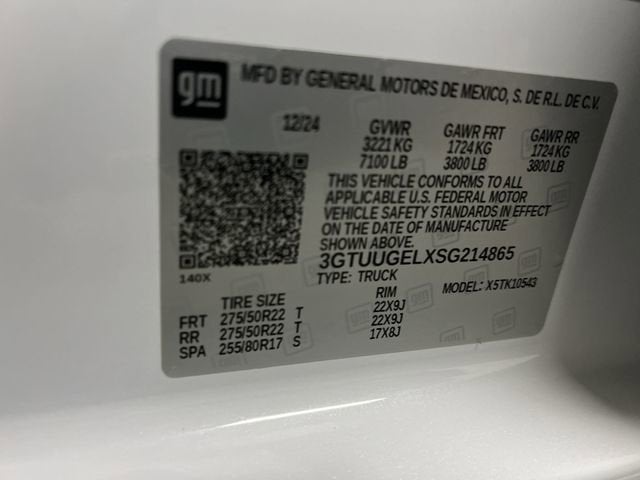 gm
MFD BY GENERAL MOTORS DE MEXICO, S. DE R.L. DE C.V.
12/24 GVWR GAWR FRT GAWR RR
3221 KG 1724 KG 1724 KG
7100 LB 3800 LB 3800 LB
THIS VEHICLE CONFORMS TO ALL
APPLICABLE U.S. FEDERAL MOTOR
VEHICLE SAFETY STANDARDS IN EFFECT
ON THE DATE OF MANUFACTURE
SHOWN ABOVE.
3GTUUGELXSG214865
140X
TYPE: TRUCK MODEL: X5TK10543
TIRE SIZE RIM
FRT 275/50R22 T 22X9J
RR 275/50R22 T 22X9J
SPA 255/80R17 S 17X8J